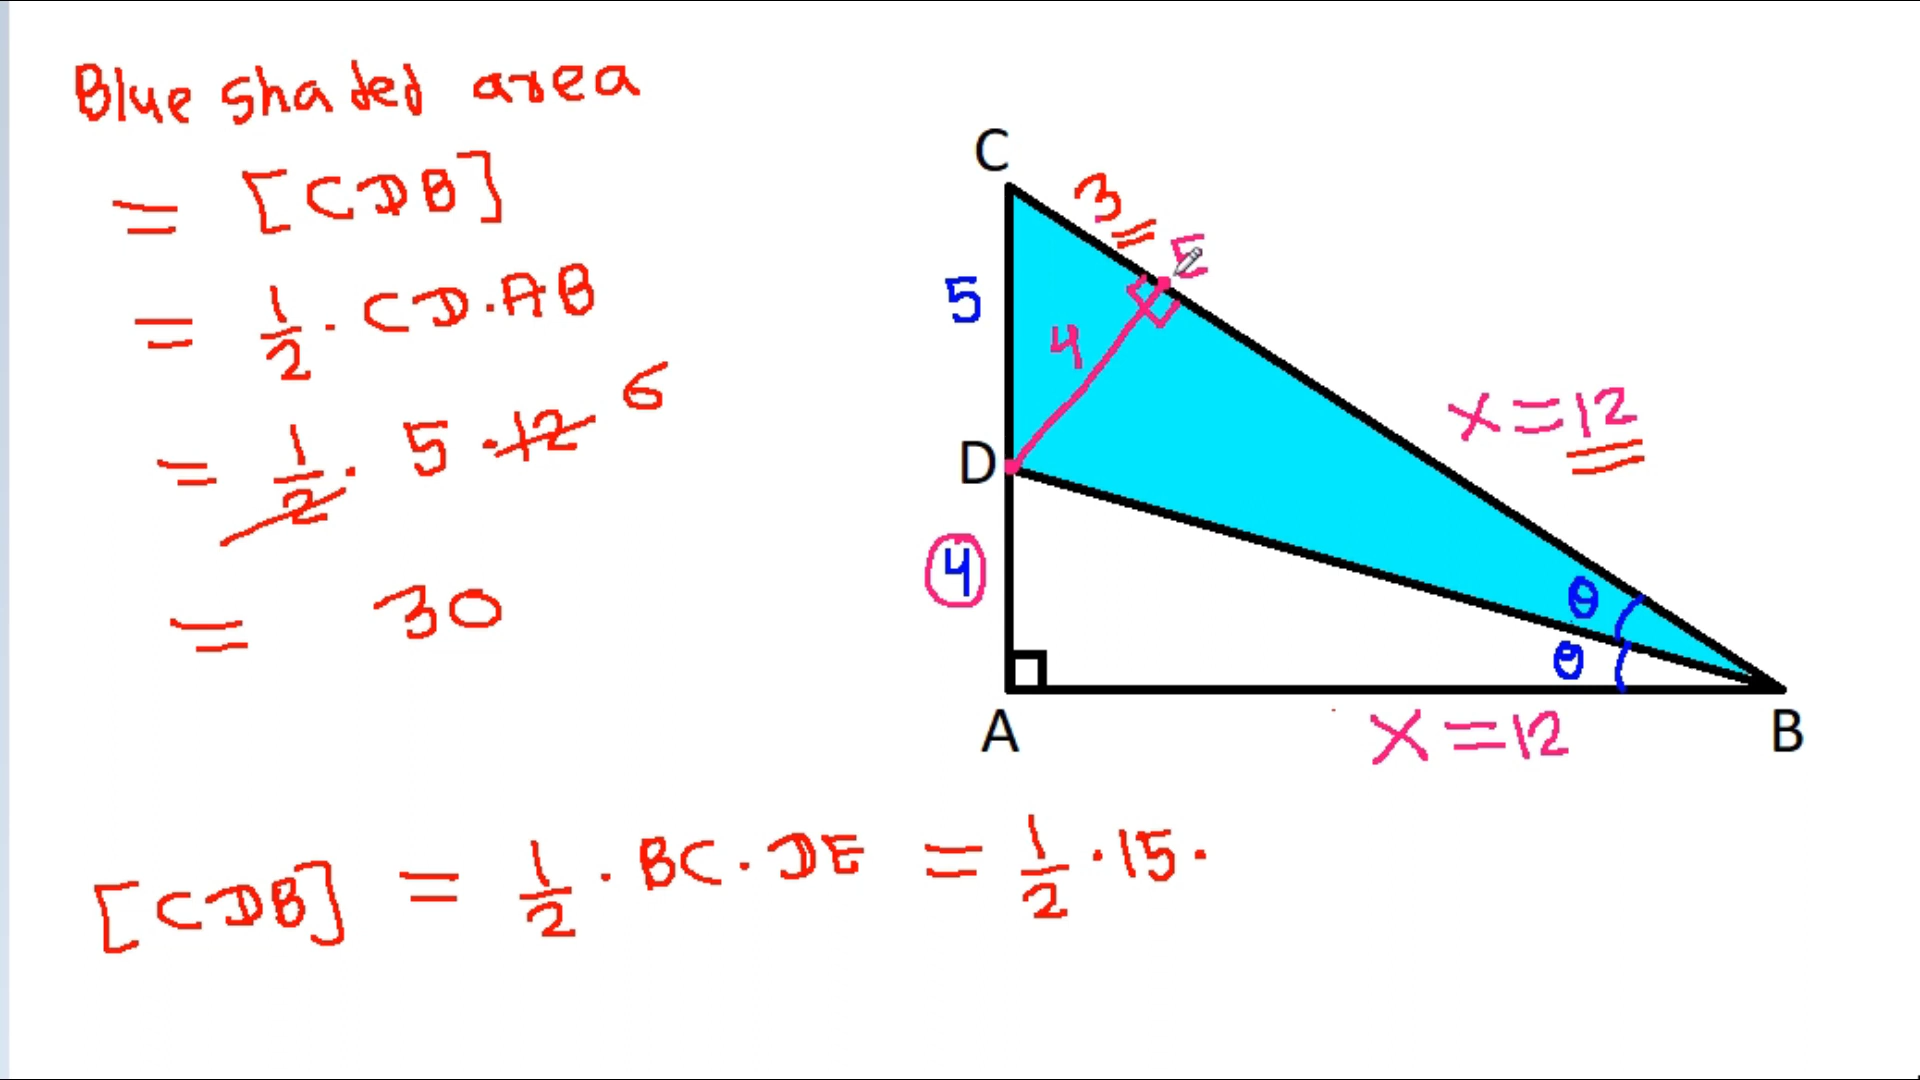 Blue shaded area
= [CDB]
= 1/2 · CD · AB
= 1/2 · 5 · 12 6
= 30
C
3
E
5
4
D
x = 12
4
θ
θ
A
x = 12
B
[CDB] = 1/2 · BC · DE = 1/2 · 15 ·